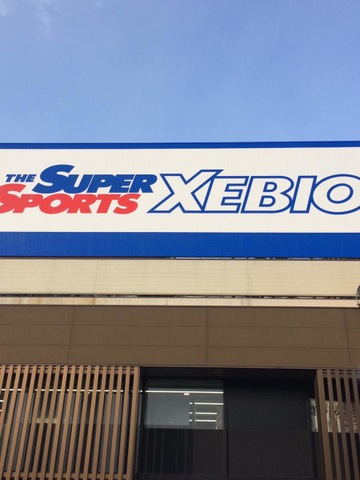 THE SUPER
SPORTS XEBIO